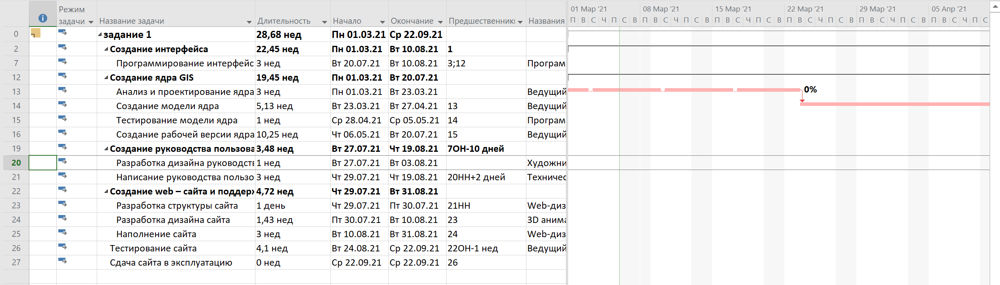 Режим задачи Название задачи Длительность Начало Окончание Предшественники Названия
01 Мар '21 08 Мар '21 15 Мар '21 22 Мар '21 29 Мар '21 05 Апр '21
П В С Ч П С В П В С Ч П С В П В С Ч П С В П В С Ч П С В П В С Ч П С В П В С Ч П С
0 задание 1 28,68 нед Пн 01.03.21 Ср 22.09.21
2 Создание интерфейса 22,45 нед Пн 01.03.21 Вт 10.08.21 1
7 Программирование интерфейс 3 нед Вт 20.07.21 Вт 10.08.21 3;12 Програм
12 Создание ядра GIS 19,45 нед Пн 01.03.21 Вт 20.07.21
13 Анализ и проектирование ядра 3 нед Пн 01.03.21 Вт 23.03.21 Ведущий 0%
14 Создание модели ядра 5,13 нед Вт 23.03.21 Вт 27.04.21 13 Ведущий
15 Тестирование модели ядра 1 нед Ср 28.04.21 Ср 05.05.21 14 Програм
16 Создание рабочей версии ядра 10,25 нед Чт 06.05.21 Вт 20.07.21 15 Ведущий
19 Создание руководства пользова 3,48 нед Вт 27.07.21 Чт 19.08.21 7ОН-10 дней
20 Разработка дизайна руководств 1 нед Вт 27.07.21 Вт 03.08.21 Художни
21 Написание руководства пользо 3 нед Чт 29.07.21 Чт 19.08.21 20НН+2 дней Техничес
22 Создание web – сайта и поддерж 4,72 нед Чт 29.07.21 Вт 31.08.21
23 Разработка структуры сайта 1 день Чт 29.07.21 Пт 30.07.21 21НН Web-диз
24 Разработка дизайна сайта 1,43 нед Пт 30.07.21 Вт 10.08.21 23 3D анима
25 Наполнение сайта 3 нед Вт 10.08.21 Вт 31.08.21 24 Web-диз
26 Тестирование сайта 4,1 нед Вт 24.08.21 Ср 22.09.21 22ОН-1 нед Ведущий
27 Сдача сайта в эксплуатацию 0 нед Ср 22.09.21 Ср 22.09.21 26